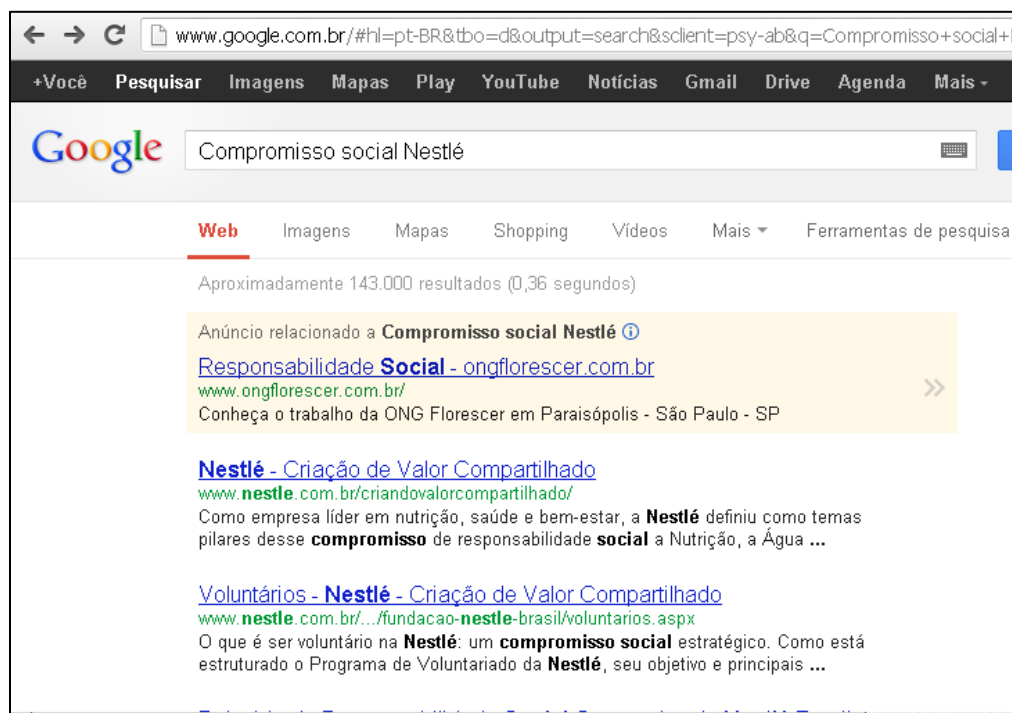 www.google.com.br/#hl=pt-BR&tbo=d&output=search&sclient=psy-ab&q=Compromisso+social+
+Você Pesquisar Imagens Mapas Play YouTube Notícias Gmail Drive Agenda Mais
Google Compromisso social Nestlé
Web Imagens Mapas Shopping Vídeos Mais Ferramentas de pesquisa
Aproximadamente 143.000 resultados (0,36 segundos)
Anúncio relacionado a Compromisso social Nestlé
Responsabilidade Social - ongflorescer.com.br
www.ongflorescer.com.br/
Conheça o trabalho da ONG Florescer em Paraisópolis - São Paulo - SP
Nestlé - Criação de Valor Compartilhado
www.nestle.com.br/criandovalorcompartilhado/
Como empresa líder em nutrição, saúde e bem-estar, a Nestlé definiu como temas
pilares desse compromisso de responsabilidade social a Nutrição, a Água ...
Voluntários - Nestlé - Criação de Valor Compartilhado
www.nestle.com.br/.../fundacao-nestle-brasil/voluntarios.aspx
O que é ser voluntário na Nestlé: um compromisso social estratégico. Como está
estruturado o Programa de Voluntariado da Nestlé, seu objetivo e principais ...